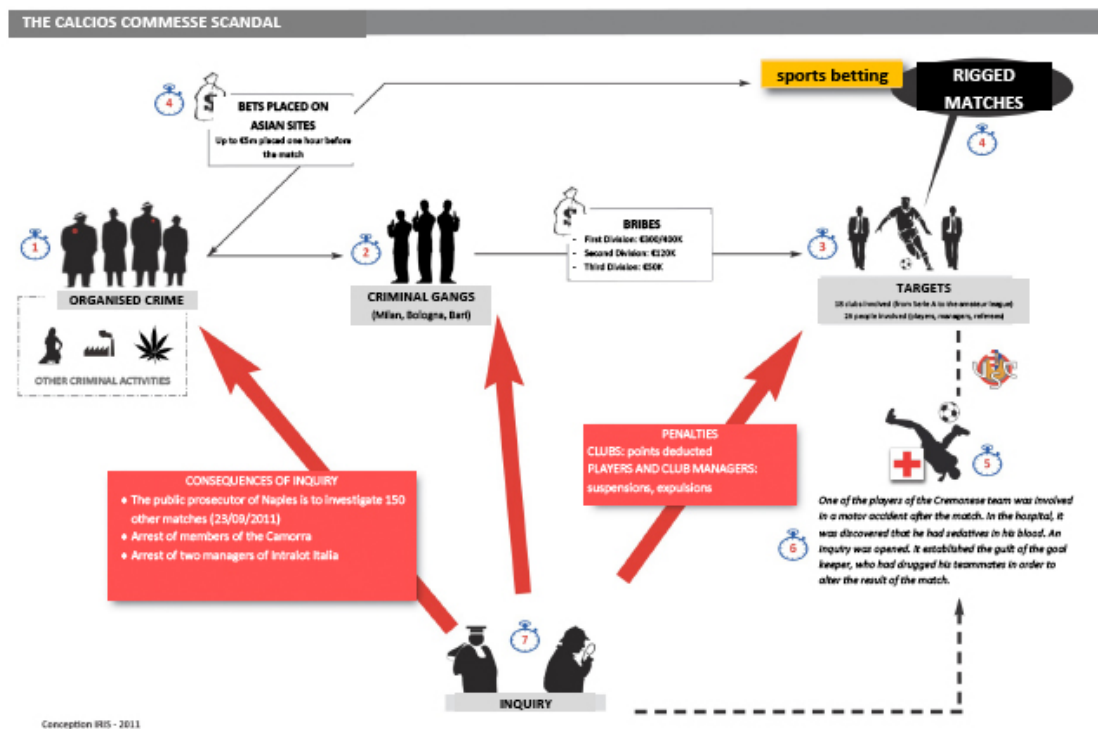 THE CALCIOS COMMESSE SCANDAL
sports betting
RIGGED
MATCHES
4
$
BETS PLACED ON
ASIAN SITES
Up to €5m placed one hour before
the match
4
1
ORGANISED CRIME
OTHER CRIMINAL ACTIVITIES
2
CRIMINAL GANGS
(Milan, Bologna, Bari)
$
BRIBES
- First Division: €300/400K
- Second Division: €120K
- Third Division: €50K
3
TARGETS
18 clubs involved (from Serie A to the amateur league)
26 people involved (players, managers, referees)
5
One of the players of the Cremonese team was involved
in a motor accident after the match. In the hospital, it
was discovered that he had sedatives in his blood. An
inquiry was opened. It established the guilt of the goal
keeper, who had drugged his teammates in order to
alter the result of the match.
6
PENALTIES
CLUBS: points deducted
PLAYERS AND CLUB MANAGERS:
suspensions, expulsions
CONSEQUENCES OF INQUIRY
♦ The public prosecutor of Naples is to investigate 150
other matches (23/09/2011)
♦ Arrest of members of the Camorra
♦ Arrest of two managers of Intralot Italia
7
INQUIRY
Conception IRIS - 2011